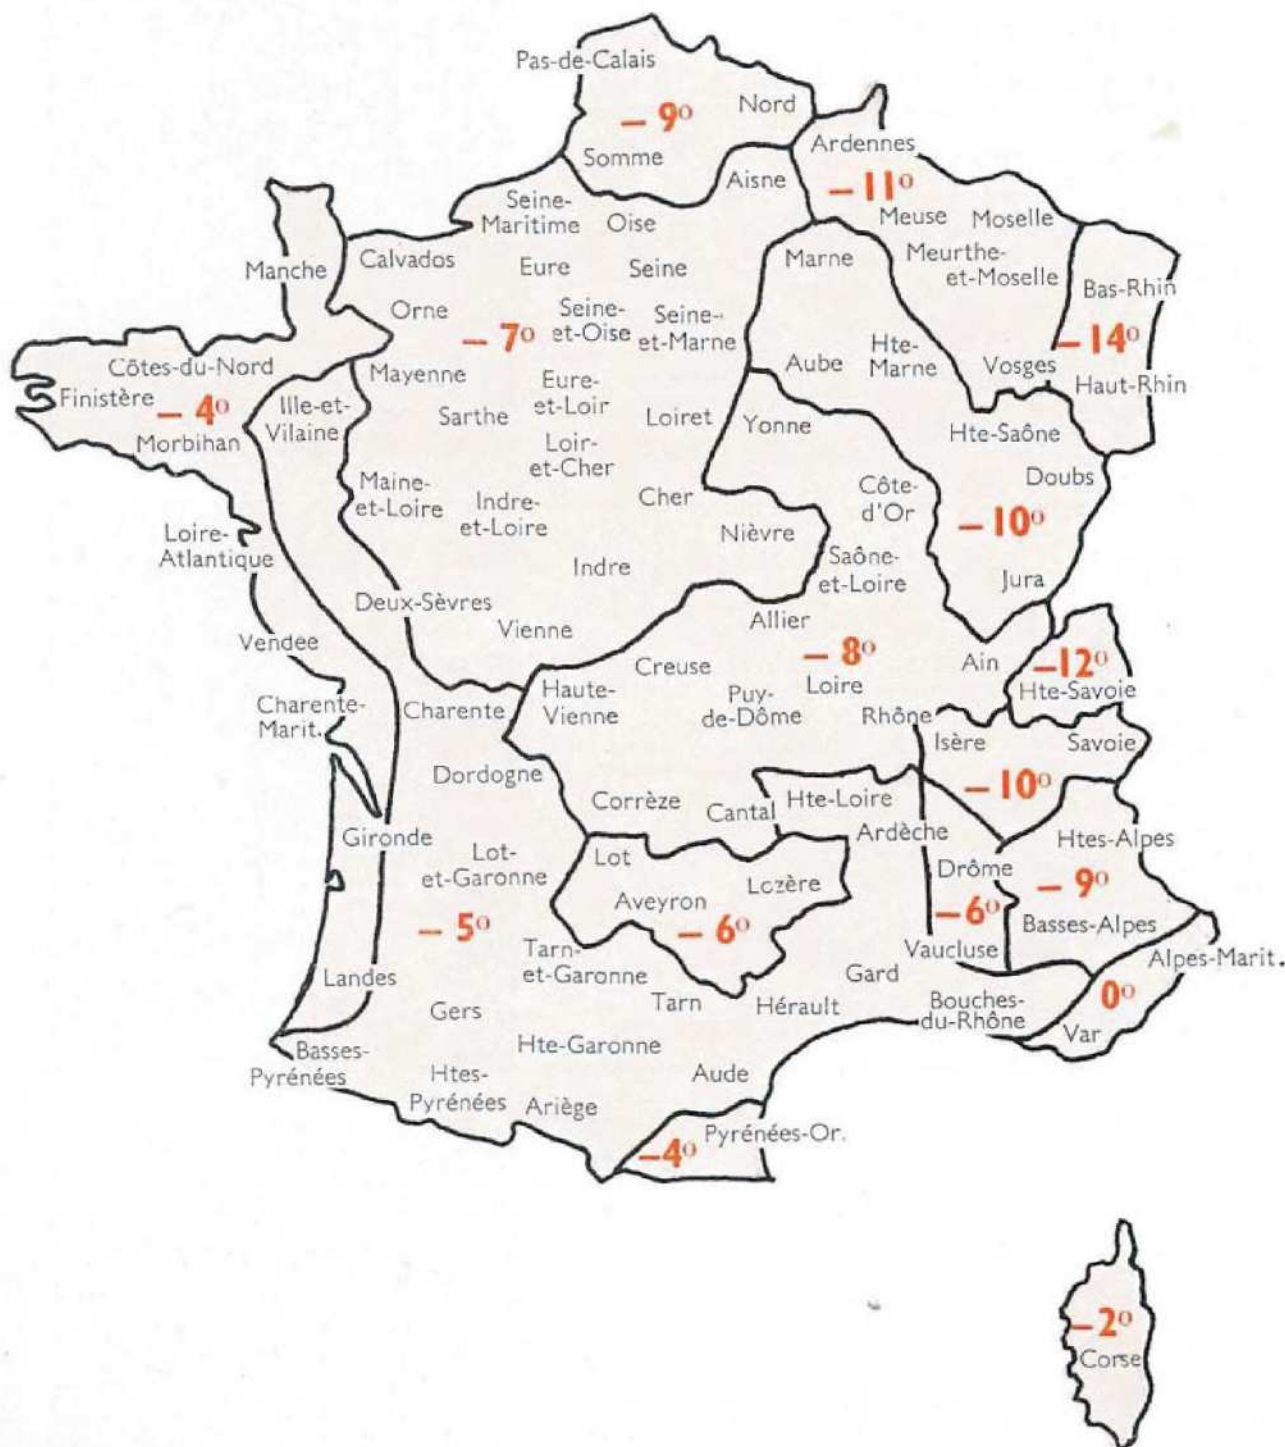 Pas-de-Calais
Nord
– 9°
Somme
Ardennes
Aisne
– 11°
Seine-
Maritime
Oise
Meuse
Moselle
Calvados
Manche
Eure
Seine
Marne
Meurthe-
et-Moselle
Bas-Rhin
Orne
Seine-
et-Oise
Seine-
et-Marne
– 7°
– 14°
Côtes-du-Nord
Mayenne
Aube
Hte-
Marne
Vosges
Haut-Rhin
Finistère
– 4°
Ille-et-
Vilaine
Eure-
et-Loir
Sarthe
Loiret
Yonne
Hte-Saône
Morbihan
Loir-
et-Cher
Doubs
Maine-
et-Loire
Indre-
et-Loire
Cher
Côte-
d'Or
– 10°
Loire-
Atlantique
Nièvre
Indre
Saône-
et-Loire
Jura
Deux-Sèvres
Vienne
Allier
Vendée
Creuse
– 8°
Ain
–12°
Loire
Hte-Savoie
Haute-
Vienne
Puy-
de-Dôme
Charente-
Marit.
Charente
Rhône
Isère
Savoie
Dordogne
– 10°
Corrèze
Cantal
Hte-Loire
Gironde
Ardèche
Htes-Alpes
Lot-
et-Garonne
Lot
Drôme
Lozère
– 9°
Aveyron
– 5°
– 6°
–6°
Basses-Alpes
Tarn-
et-Garonne
Vaucluse
Alpes-Marit.
Landes
Gard
0°
Gers
Tarn
Hérault
Bouches-
du-Rhône
Var
Basses-
Pyrénées
Hte-Garonne
Htes-
Pyrénées
Ariège
Aude
Pyrénées-Or.
–4°
–2°
Corse